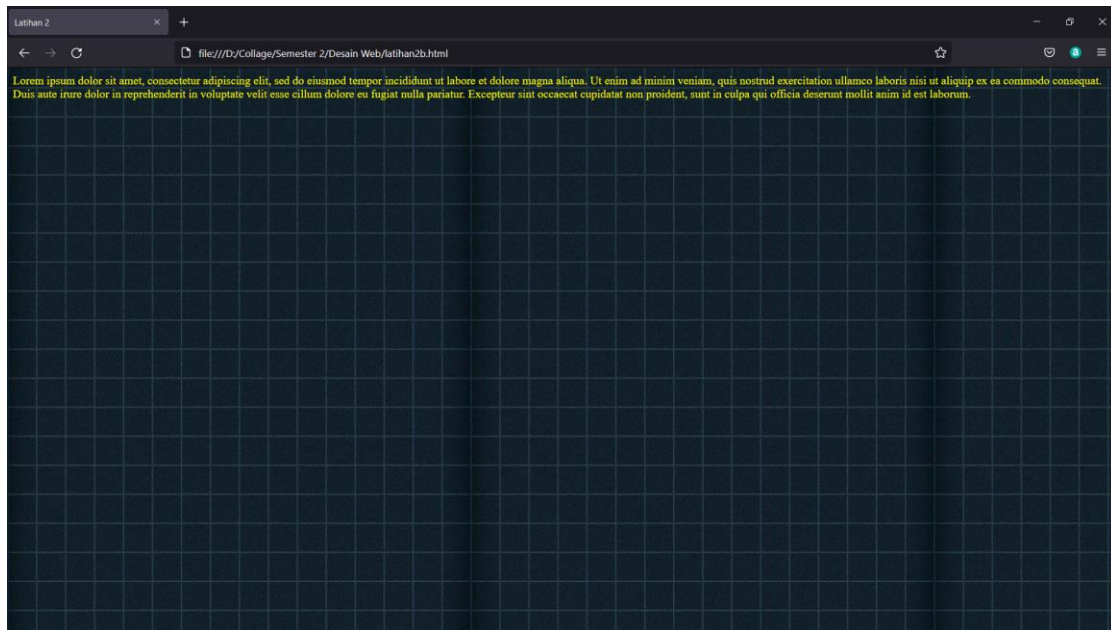 Latihan 2
file:///D:/Collage/Semester 2/Desain Web/latihan2b.html
a
Lorem ipsum dolor sit amet, consectetur adipiscing elit, sed do eiusmod tempor incididunt ut labore et dolore magna aliqua. Ut enim ad minim veniam, quis nostrud exercitation ullamco laboris nisi ut aliquip ex ea commodo consequat.
Duis aute irure dolor in reprehenderit in voluptate velit esse cillum dolore eu fugiat nulla pariatur. Excepteur sint occaecat cupidatat non proident, sunt in culpa qui officia deserunt mollit anim id est laborum.